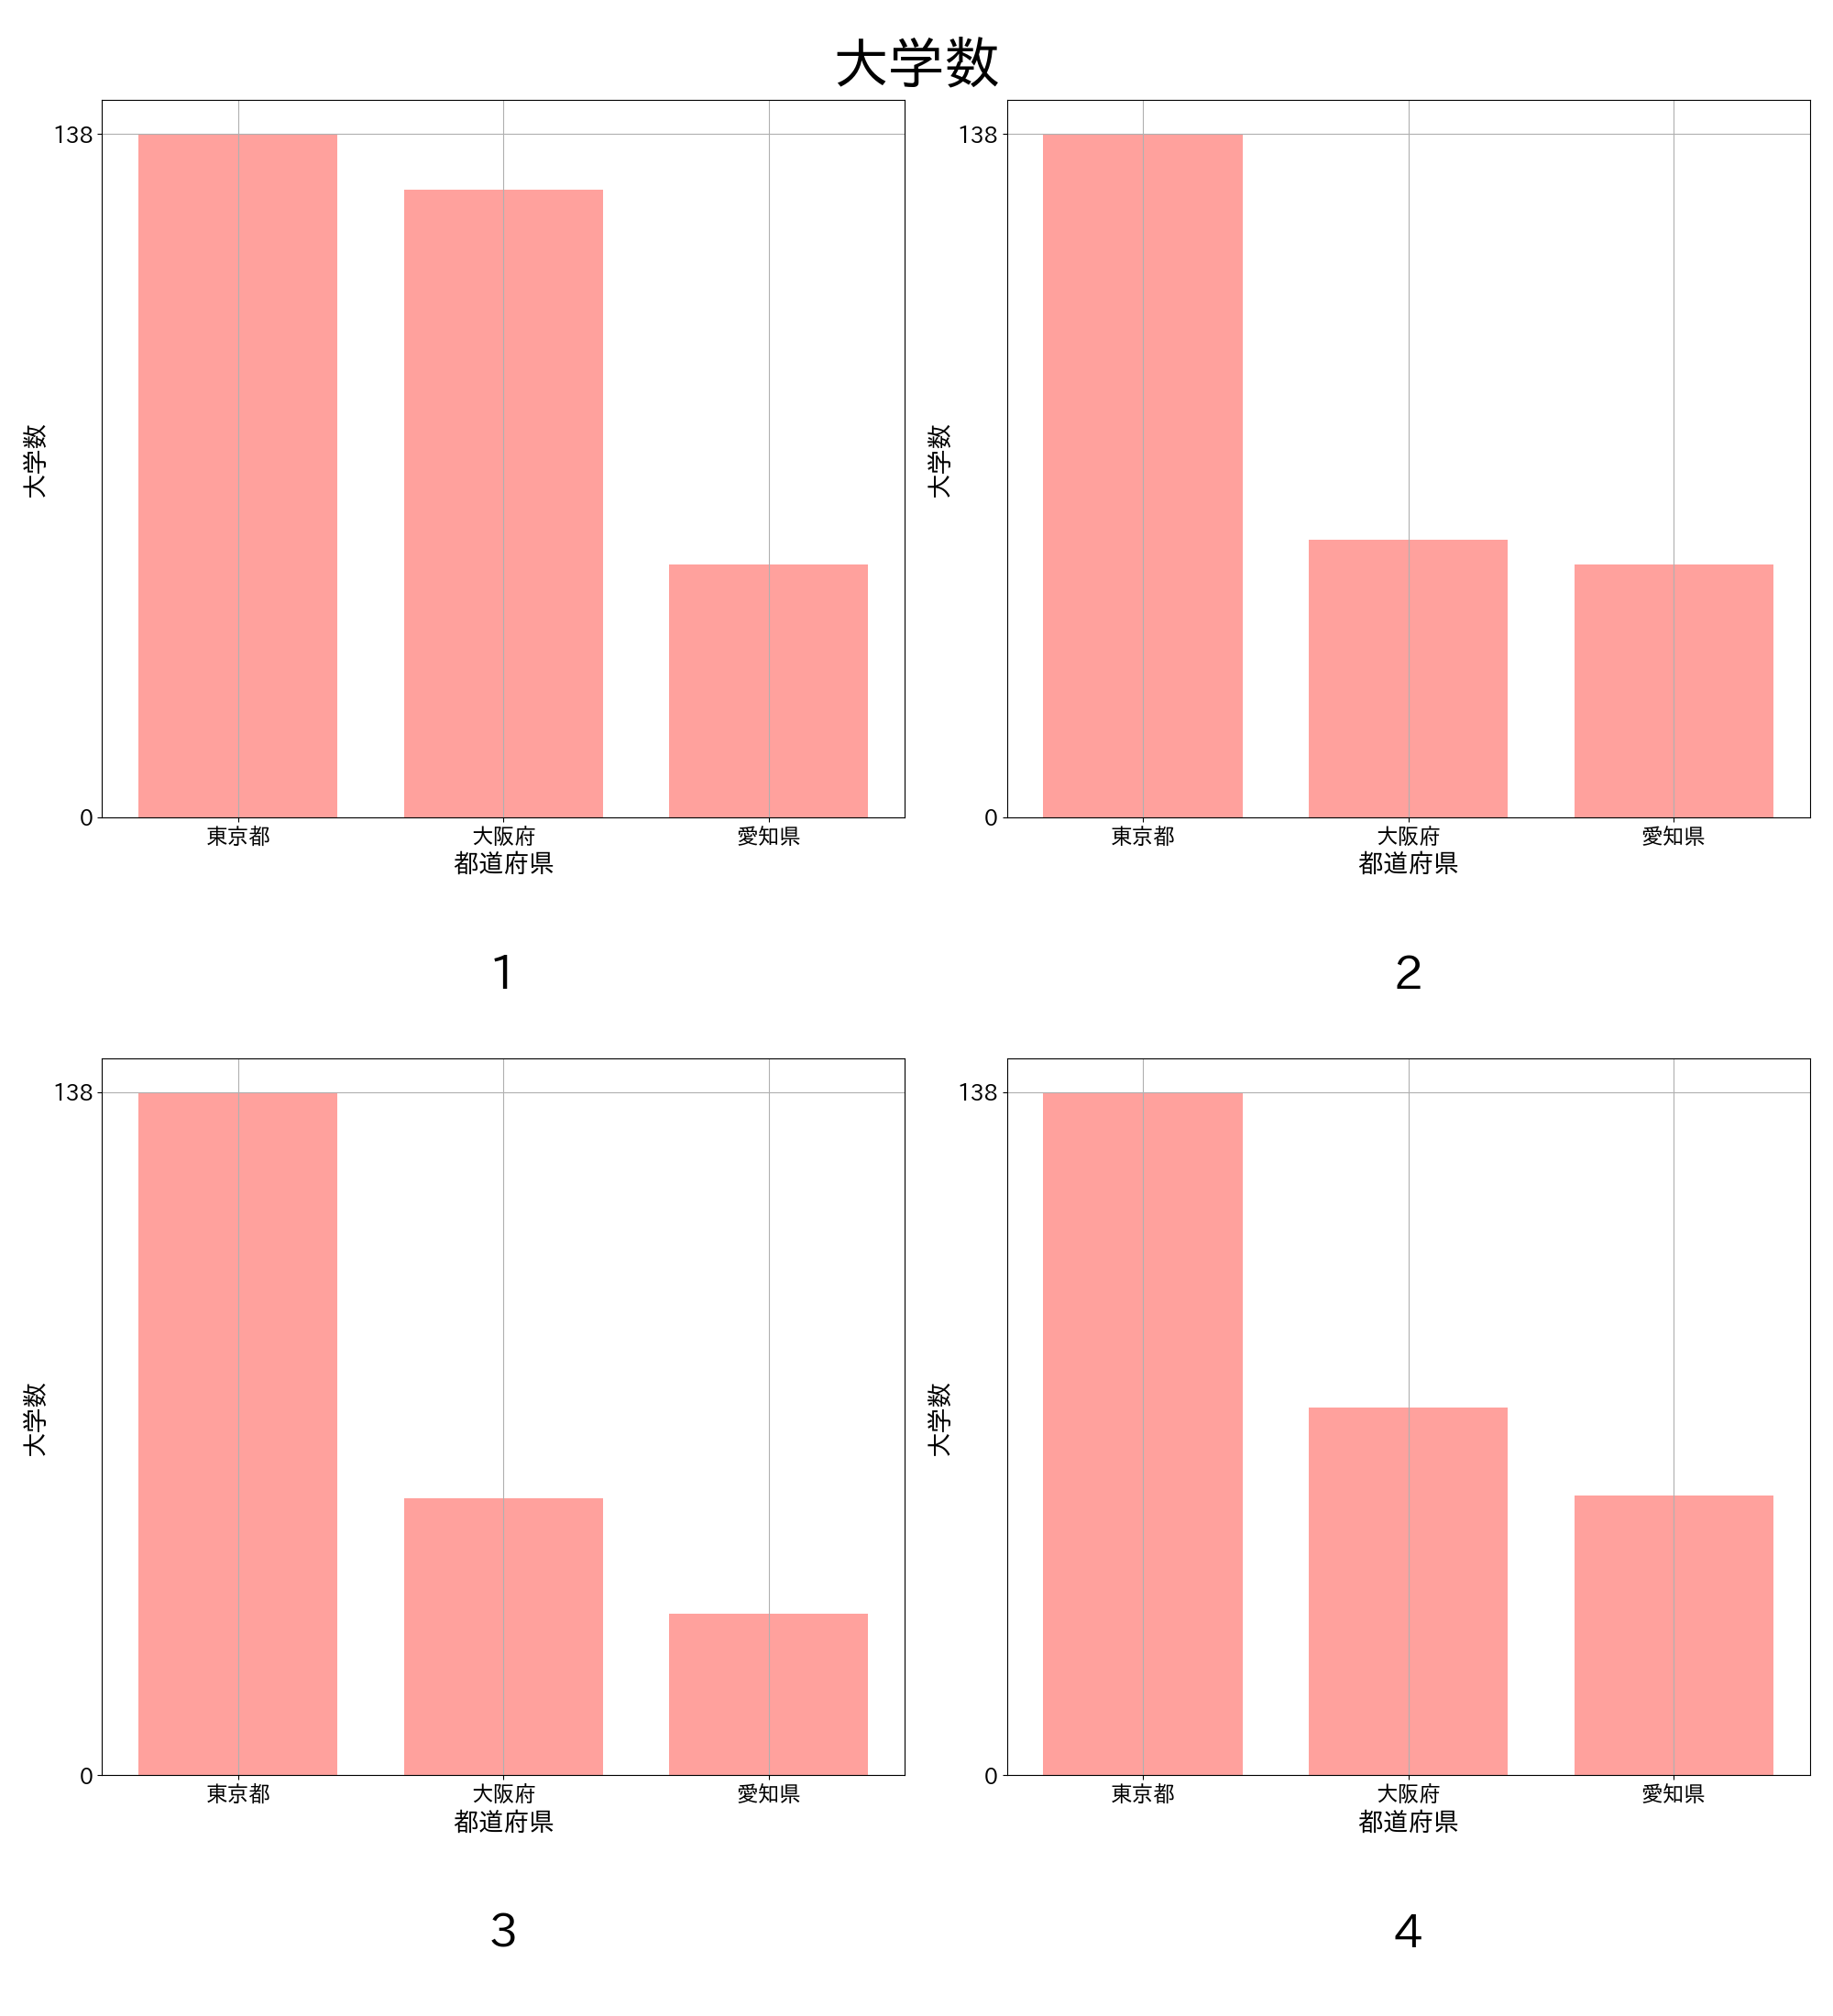 大学数
138
0
大学数
東京都 大阪府 愛知県
都道府県
1
138
0
大学数
東京都 大阪府 愛知県
都道府県
2
138
0
大学数
東京都 大阪府 愛知県
都道府県
3
138
0
大学数
東京都 大阪府 愛知県
都道府県
4